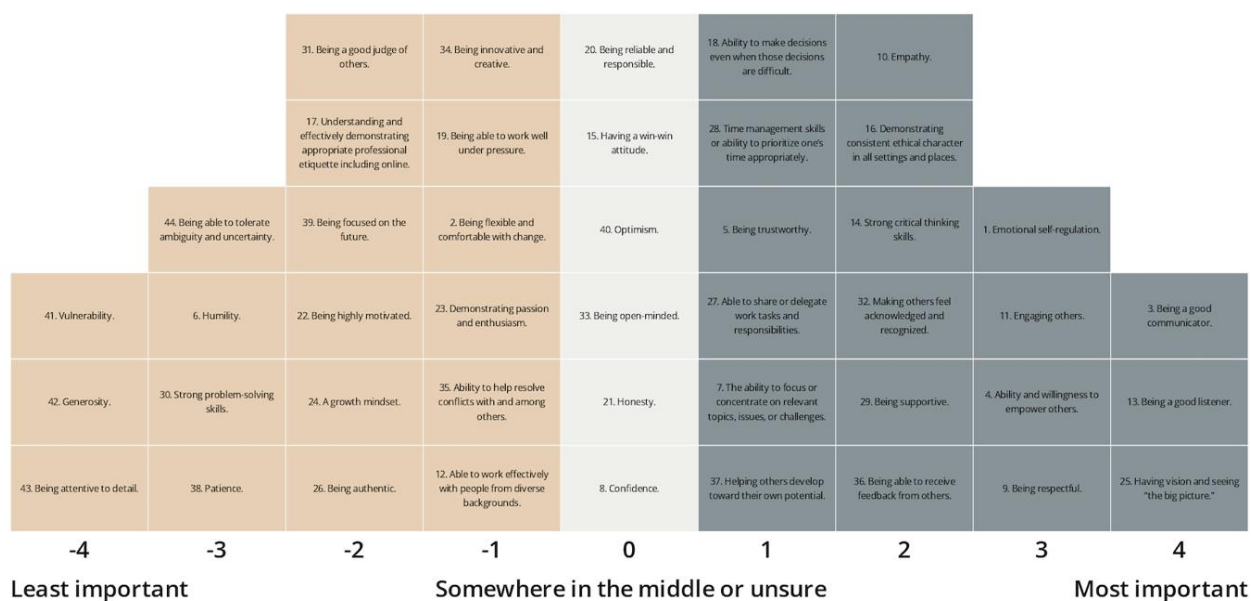 31. Being a good judge of
others.
34. Being innovative and
creative.
20. Being reliable and
responsible.
18. Ability to make decisions
even when those decisions
are difficult.
10. Empathy.
17. Understanding and
effectively demonstrating
appropriate professional
etiquette including online.
19. Being able to work well
under pressure.
15. Having a win-win
attitude.
28. Time management skills
or ability to prioritize one's
time appropriately.
16. Demonstrating
consistent ethical character
in all settings and places.
44. Being able to tolerate
ambiguity and uncertainty.
39. Being focused on the
future.
2. Being flexible and
comfortable with change.
40. Optimism.
5. Being trustworthy.
14. Strong critical thinking
skills.
1. Emotional self-regulation.
41. Vulnerability.
6. Humility.
22. Being highly motivated.
23. Demonstrating passion
and enthusiasm.
33. Being open-minded.
27. Able to share or delegate
work tasks and
responsibilities.
32. Making others feel
acknowledged and
recognized.
11. Engaging others.
3. Being a good
communicator.
42. Generosity.
30. Strong problem-solving
skills.
24. A growth mindset.
35. Ability to help resolve
conflicts with and among
others.
21. Honesty.
7. The ability to focus or
concentrate on relevant
topics, issues, or challenges.
29. Being supportive.
4. Ability and willingness to
empower others.
13. Being a good listener.
43. Being attentive to detail.
38. Patience.
26. Being authentic.
12. Able to work effectively
with people from diverse
backgrounds.
8. Confidence.
37. Helping others develop
toward their own potential.
36. Being able to receive
feedback from others.
9. Being respectful.
25. Having vision and seeing
"the big picture."
-4 -3 -2 -1 0 1 2 3 4
Least important Somewhere in the middle or unsure Most important